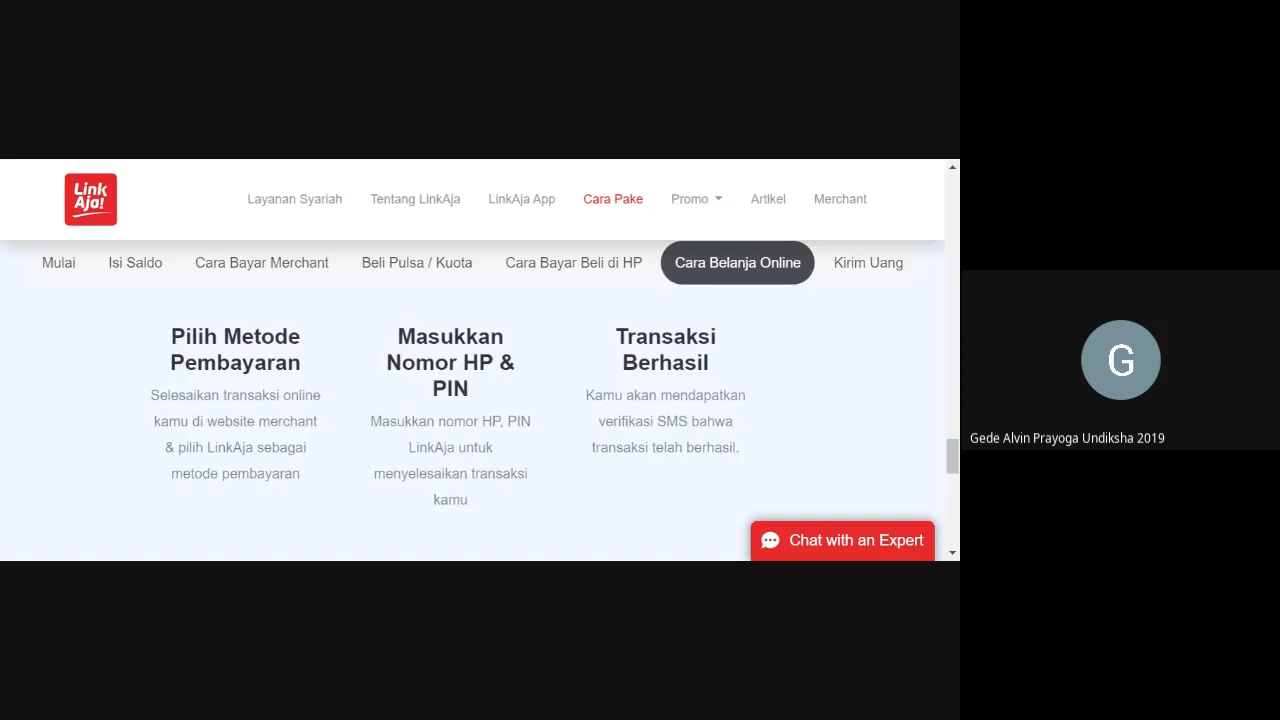 Link
Aja!
Layanan Syariah
Tentang LinkAja
LinkAja App
Cara Pake
Promo
Artikel
Merchant
Mulai
Isi Saldo
Cara Bayar Merchant
Beli Pulsa / Kuota
Cara Bayar Beli di HP
Cara Belanja Online
Kirim Uang
Pilih Metode
Pembayaran
Selesaikan transaksi online
kamu di website merchant
& pilih LinkAja sebagai
metode pembayaran
Masukkan
Nomor HP &
PIN
Masukkan nomor HP, PIN
LinkAja untuk
menyelesaikan transaksi
kamu
Transaksi
Berhasil
Kamu akan mendapatkan
verifikasi SMS bahwa
transaksi telah berhasil.
Chat with an Expert
G
Gede Alvin Prayoga Undiksha 2019